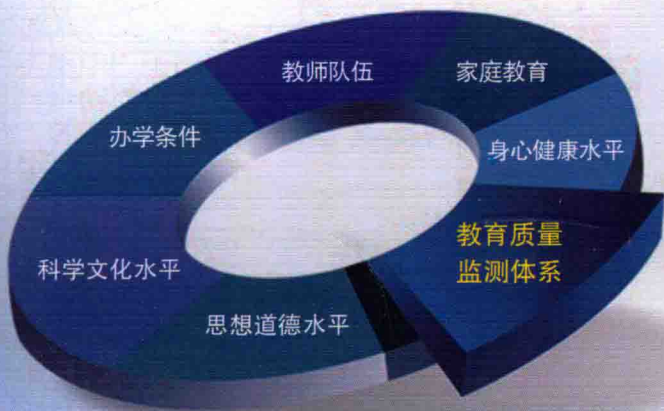 教师队伍
家庭教育
办学条件
身心健康水平
教育质量
监测体系
科学文化水平
思想道德水平